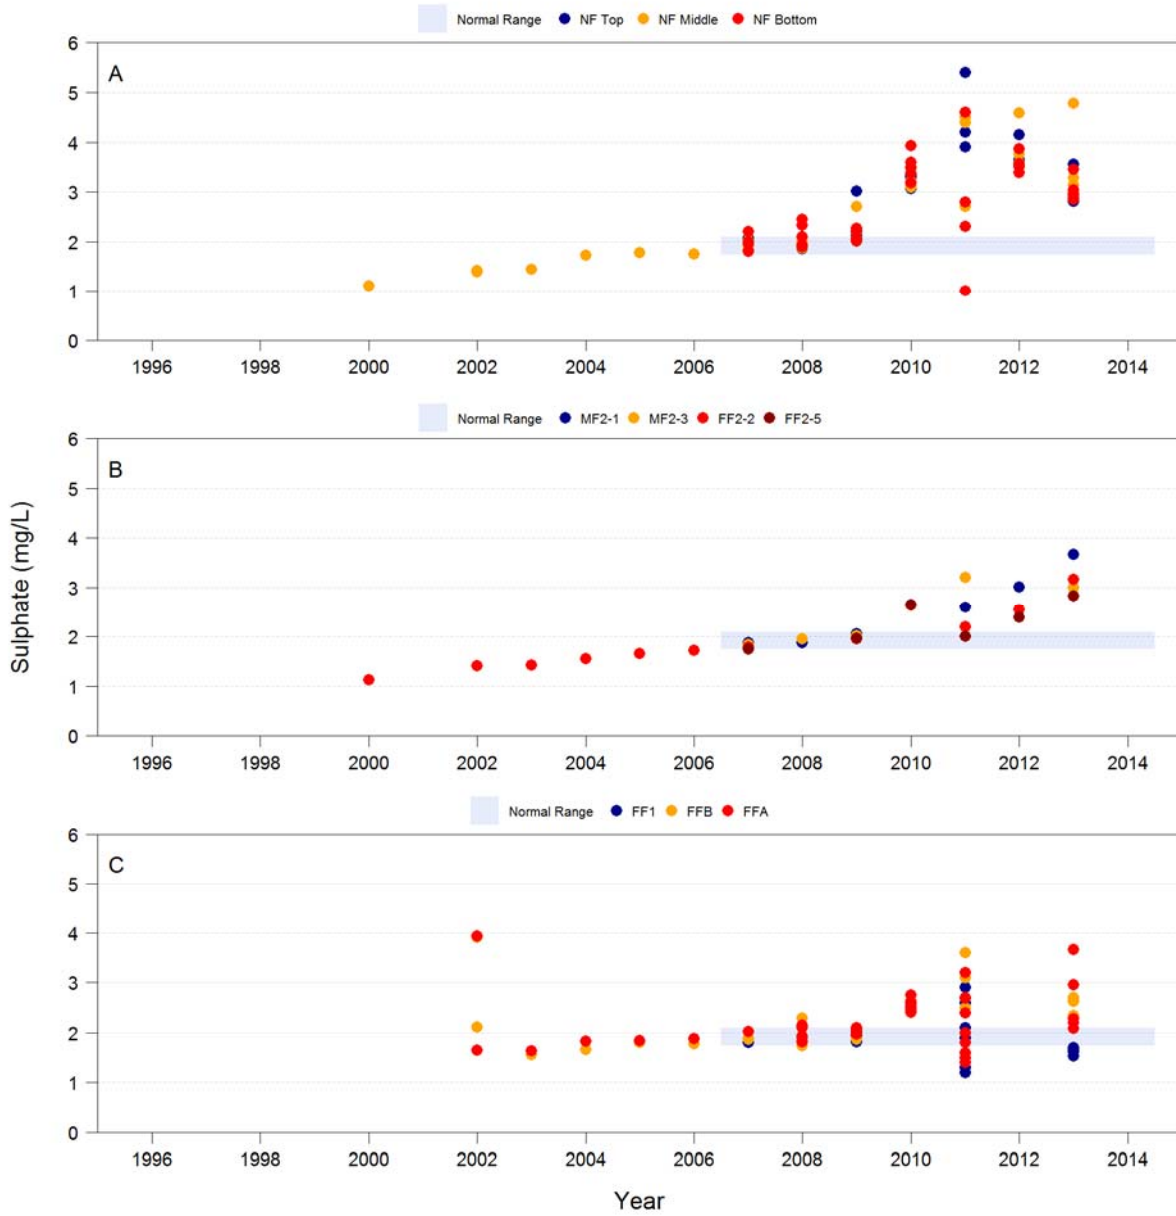 Normal Range NF Top NF Middle NF Bottom
A
6
5
4
3
2
1
0
1996 1998 2000 2002 2004 2006 2008 2010 2012 2014
Normal Range MF2-1 MF2-3 FF2-2 FF2-5
B
6
5
4
3
2
1
0
1996 1998 2000 2002 2004 2006 2008 2010 2012 2014
Sulphate (mg/L)
Normal Range FF1 FFB FFA
C
6
5
4
3
2
1
0
1996 1998 2000 2002 2004 2006 2008 2010 2012 2014
Year